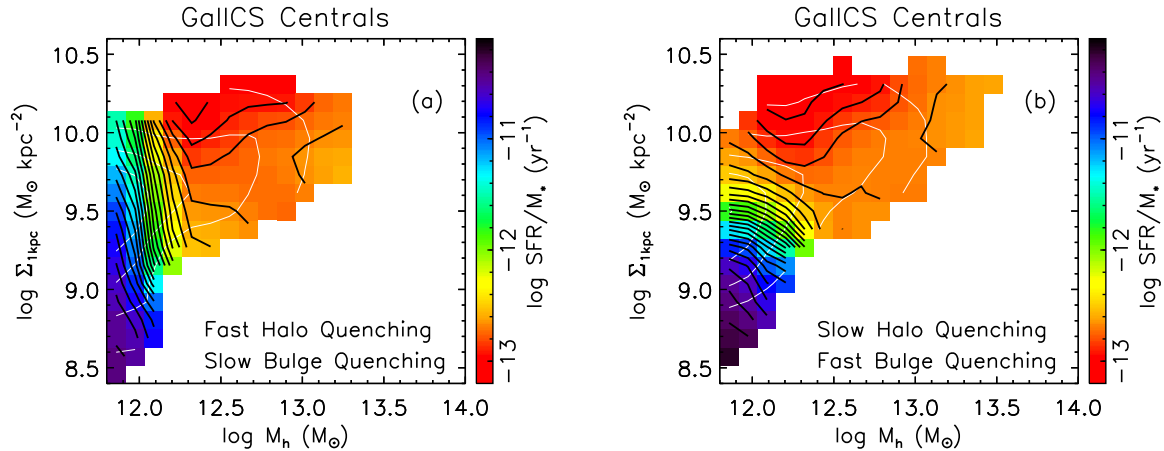 GalICS Centrals
10.5
10.0
9.5
9.0
8.5
log Σ1kpc (M⊙ kpc⁻²)
(a)
Fast Halo Quenching
Slow Bulge Quenching
12.0 12.5 13.0 13.5 14.0
log Mh (M⊙)
−11
−12
−13
log SFR/M* (yr⁻¹)
GalICS Centrals
10.5
10.0
9.5
9.0
8.5
log Σ1kpc (M⊙ kpc⁻²)
(b)
Slow Halo Quenching
Fast Bulge Quenching
12.0 12.5 13.0 13.5 14.0
log Mh (M⊙)
−11
−12
−13
log SFR/M* (yr⁻¹)